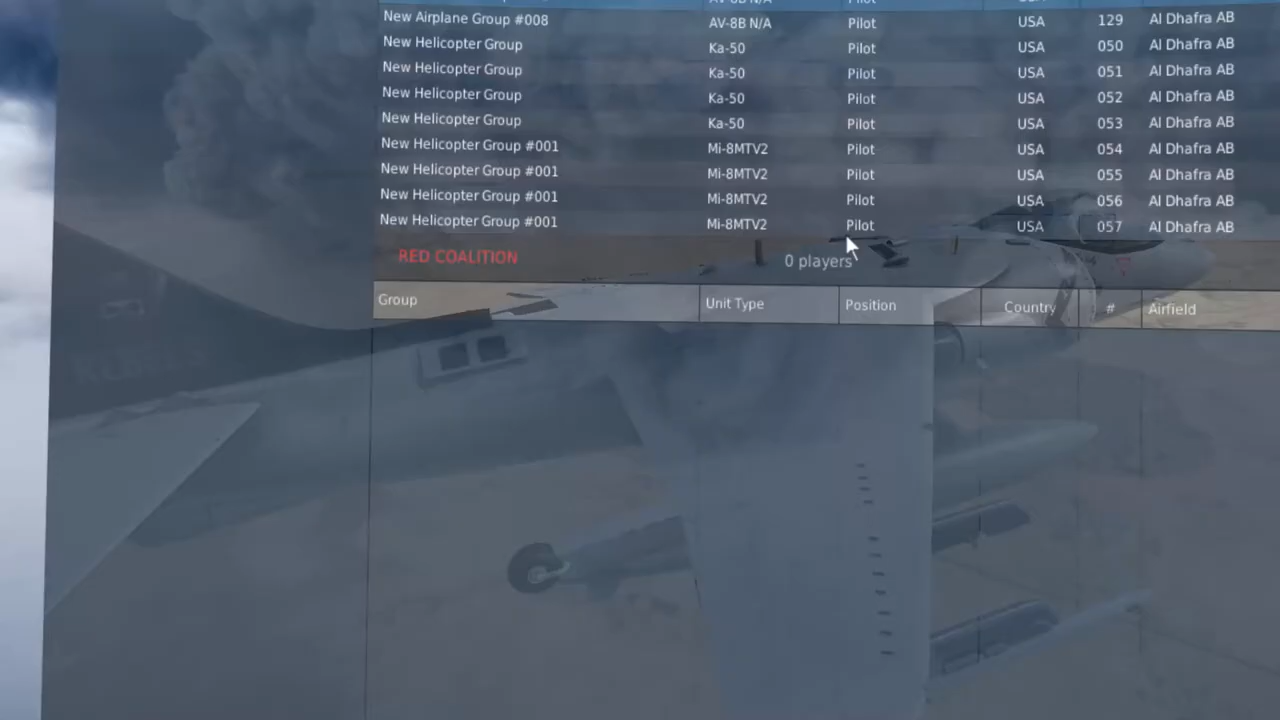 AV-8B N/A Pilot
New Airplane Group #008 AV-8B N/A Pilot USA 129 Al Dhafra AB
New Helicopter Group Ka-50 Pilot USA 050 Al Dhafra AB
New Helicopter Group Ka-50 Pilot USA 051 Al Dhafra AB
New Helicopter Group Ka-50 Pilot USA 052 Al Dhafra AB
New Helicopter Group Ka-50 Pilot USA 053 Al Dhafra AB
New Helicopter Group #001 Mi-8MTV2 Pilot USA 054 Al Dhafra AB
New Helicopter Group #001 Mi-8MTV2 Pilot USA 055 Al Dhafra AB
New Helicopter Group #001 Mi-8MTV2 Pilot USA 056 Al Dhafra AB
New Helicopter Group #001 Mi-8MTV2 Pilot USA 057 Al Dhafra AB
RED COALITION 0 players
Group Unit Type Position Country # Airfield